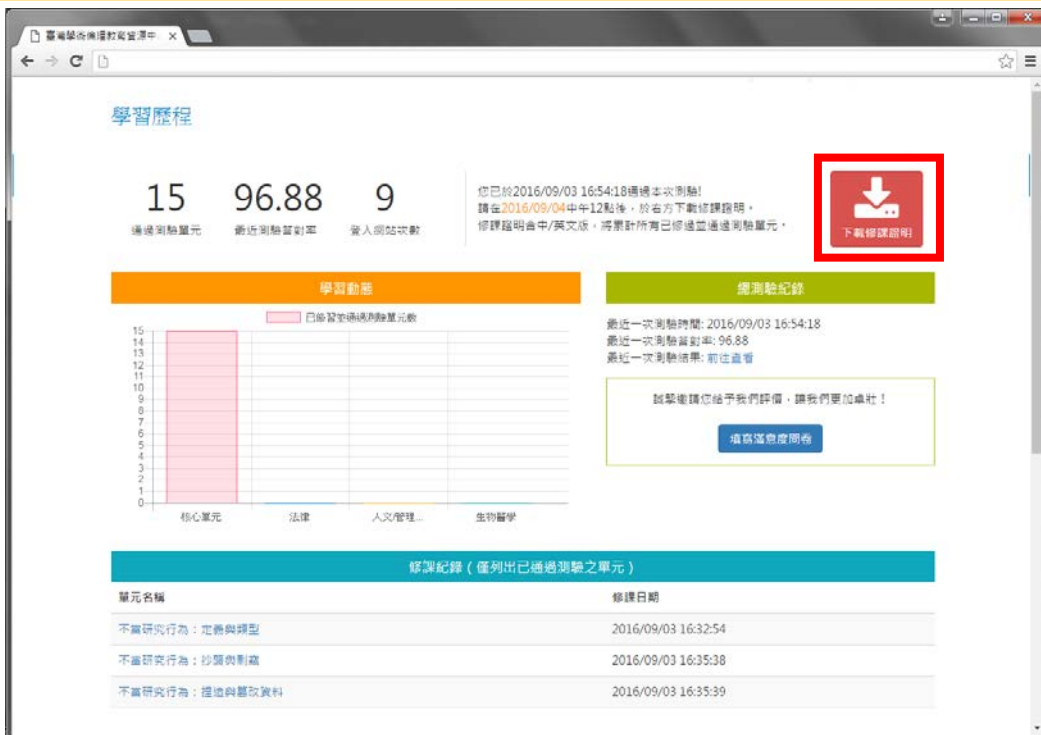 臺灣學術倫理教育資源中
學習歷程
15
96.88
9
通過測驗單元
最近測驗答對率
登入網站次數
您已於2016/09/03 16:54:18通過本次測驗!
請在2016/09/04中午12點後，於右方下載修課證明。
修課證明含中/英文版，將累計所有已修過並通過測驗單元。
下載修課證明
學習動態
已修習並通過測驗單元數
15
14
13
12
11
10
9
8
7
6
5
4
3
2
1
0
核心單元
法律
人文/管理...
生物醫學
總測驗紀錄
最近一次測驗時間: 2016/09/03 16:54:18
最近一次測驗答對率: 96.88
最近一次測驗結果: 前往查看
誠摯邀請您給予我們評價，讓我們更加卓壯！
填寫滿意度問卷
修課紀錄 ( 僅列出已通過測驗之單元 )
單元名稱
修課日期
不當研究行為：定義與類型
2016/09/03 16:32:54
不當研究行為：抄襲與剽竊
2016/09/03 16:35:38
不當研究行為：捏造與篡改資料
2016/09/03 16:35:39